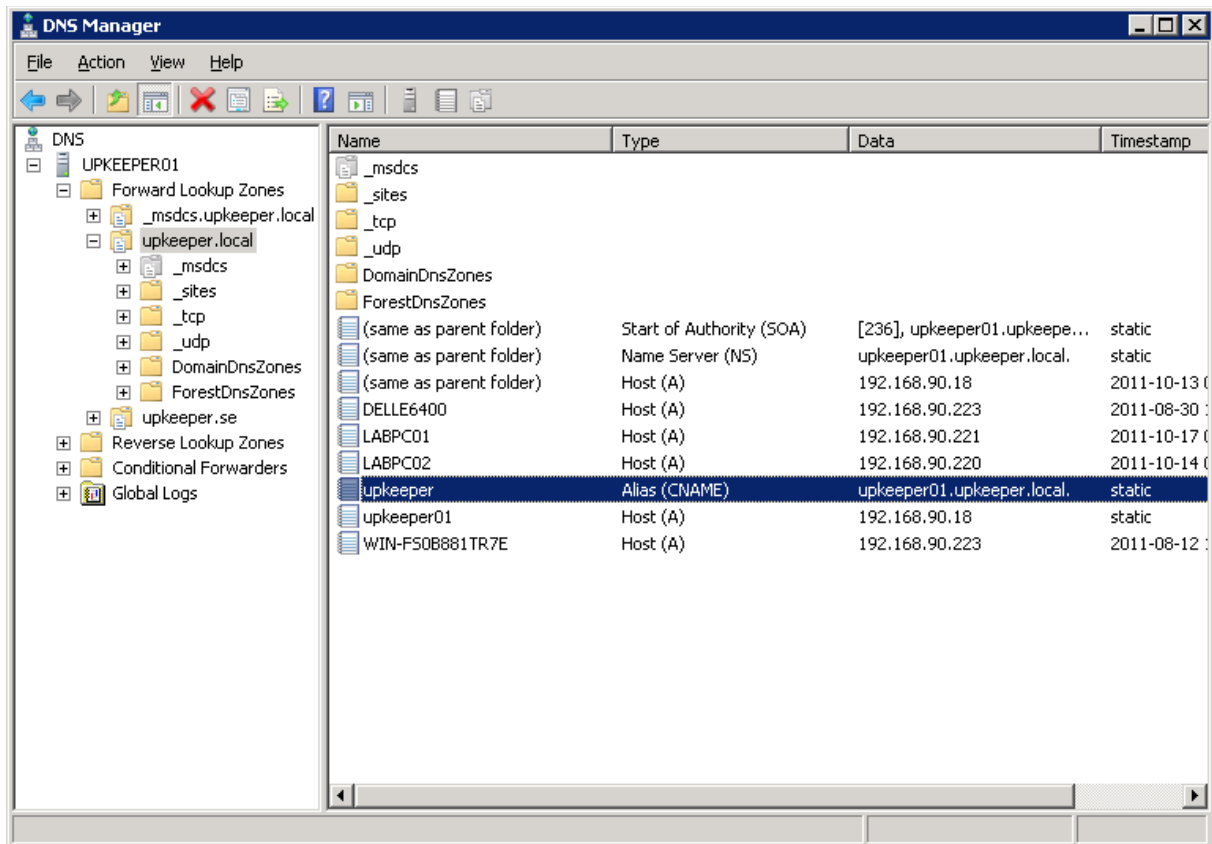 DNS Manager
File Action View Help
DNS
UPKEEPER01
Forward Lookup Zones
_msdcs.upkeeper.local
upkeeper.local
_msdcs
_sites
_tcp
_udp
DomainDnsZones
ForestDnsZones
upkeeper.se
Reverse Lookup Zones
Conditional Forwarders
Global Logs
Name Type Data Timestamp
_msdcs
_sites
_tcp
_udp
DomainDnsZones
ForestDnsZones
(same as parent folder) Start of Authority (SOA) [236], upkeeper01.upkeepe... static
(same as parent folder) Name Server (NS) upkeeper01.upkeeper.local. static
(same as parent folder) Host (A) 192.168.90.18 2011-10-13
DELLE6400 Host (A) 192.168.90.223 2011-08-30
LABPC01 Host (A) 192.168.90.221 2011-10-17
LABPC02 Host (A) 192.168.90.220 2011-10-14
upkeeper Alias (CNAME) upkeeper01.upkeeper.local. static
upkeeper01 Host (A) 192.168.90.18 static
WIN-FS0B881TR7E Host (A) 192.168.90.223 2011-08-12